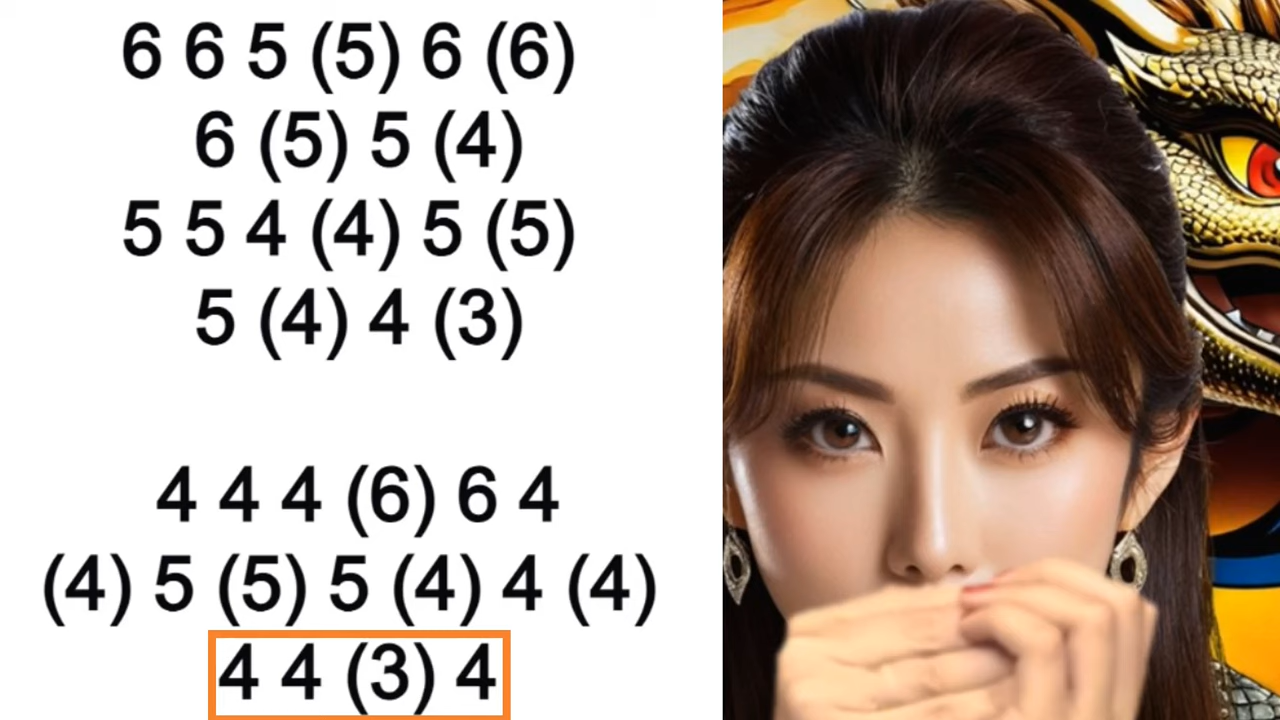 6 6 5 (5) 6 (6)
6 (5) 5 (4)
5 5 4 (4) 5 (5)
5 (4) 4 (3)
4 4 4 (6) 6 4
(4) 5 (5) 5 (4) 4 (4)
4 4 (3) 4